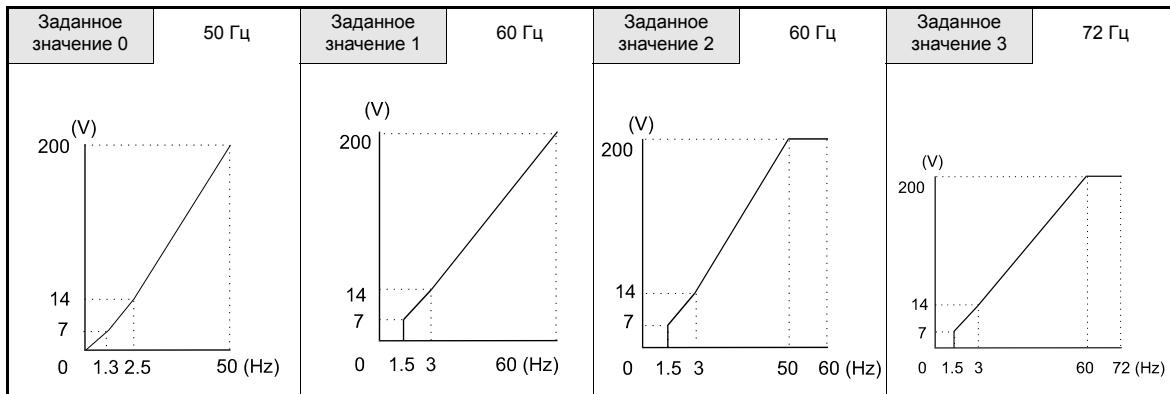 Заданное
значение 0
50 Гц
(V)
200
14
7
0 1.3 2.5 50 (Hz)
Заданное
значение 1
60 Гц
(V)
200
14
7
0 1.5 3 60 (Hz)
Заданное
значение 2
60 Гц
(V)
200
14
7
0 1.5 3 50 60 (Hz)
Заданное
значение 3
72 Гц
(V)
200
14
7
0 1.5 3 60 72 (Hz)